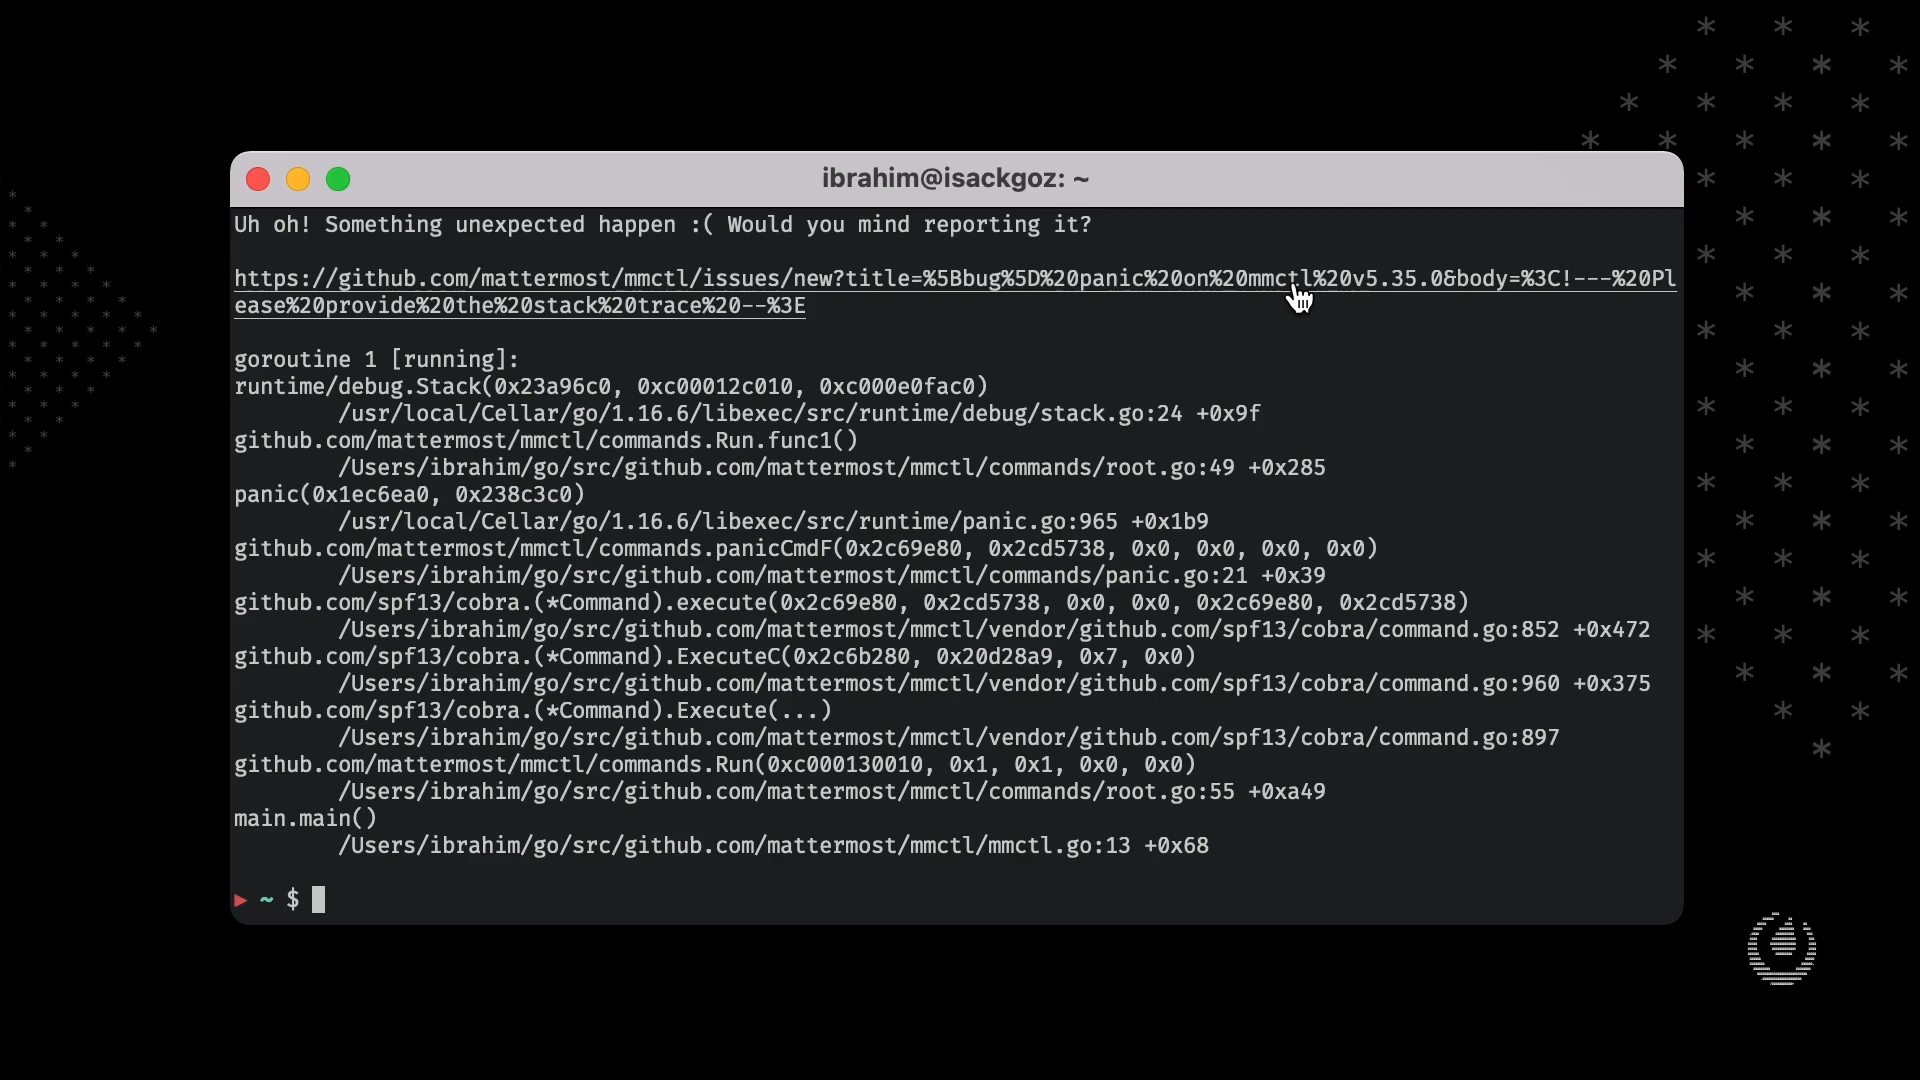 ibrahim@isackgoz: ~
Uh oh! Something unexpected happen :( Would you mind reporting it?
https://github.com/mattermost/mmctl/issues/new?title=%5Bbug%5D%20panic%20on%20mmctl%20v5.35.0&body=%3C!---%20Pl
ease%20provide%20the%20stack%20trace%20--%3E
goroutine 1 [running]:
runtime/debug.Stack(0x23a96c0, 0xc00012c010, 0xc000e0fac0)
/usr/local/Cellar/go/1.16.6/libexec/src/runtime/debug/stack.go:24 +0x9f
github.com/mattermost/mmctl/commands.Run.func1()
/Users/ibrahim/go/src/github.com/mattermost/mmctl/commands/root.go:49 +0x285
panic(0x1ec6ea0, 0x238c3c0)
/usr/local/Cellar/go/1.16.6/libexec/src/runtime/panic.go:965 +0x1b9
github.com/mattermost/mmctl/commands.panicCmdF(0x2c69e80, 0x2cd5738, 0x0, 0x0, 0x0, 0x0)
/Users/ibrahim/go/src/github.com/mattermost/mmctl/commands/panic.go:21 +0x39
github.com/spf13/cobra.(*Command).execute(0x2c69e80, 0x2cd5738, 0x0, 0x0, 0x2c69e80, 0x2cd5738)
/Users/ibrahim/go/src/github.com/mattermost/mmctl/vendor/github.com/spf13/cobra/command.go:852 +0x472
github.com/spf13/cobra.(*Command).ExecuteC(0x2c6b280, 0x20d28a9, 0x7, 0x0)
/Users/ibrahim/go/src/github.com/mattermost/mmctl/vendor/github.com/spf13/cobra/command.go:960 +0x375
github.com/spf13/cobra.(*Command).Execute(...)
/Users/ibrahim/go/src/github.com/mattermost/mmctl/vendor/github.com/spf13/cobra/command.go:897
github.com/mattermost/mmctl/commands.Run(0xc000130010, 0x1, 0x1, 0x0, 0x0)
/Users/ibrahim/go/src/github.com/mattermost/mmctl/commands/root.go:55 +0xa49
main.main()
/Users/ibrahim/go/src/github.com/mattermost/mmctl/mmctl.go:13 +0x68
▶ ~ $